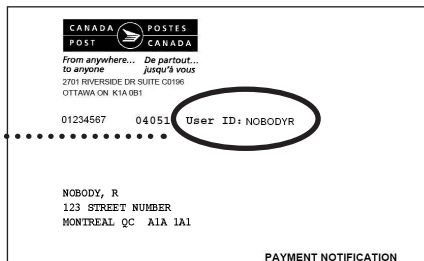 CANADA POSTES
POST CANADA
From anywhere... De partout...
to anyone jusqu'à vous
2701 RIVERSIDE DR SUITE C0196
OTTAWA ON K1A 0B1
01234567 04051 User ID: NOBODYR
NOBODY, R
123 STREET NUMBER
MONTREAL QC A1A 1A1
PAYMENT NOTIFICATION